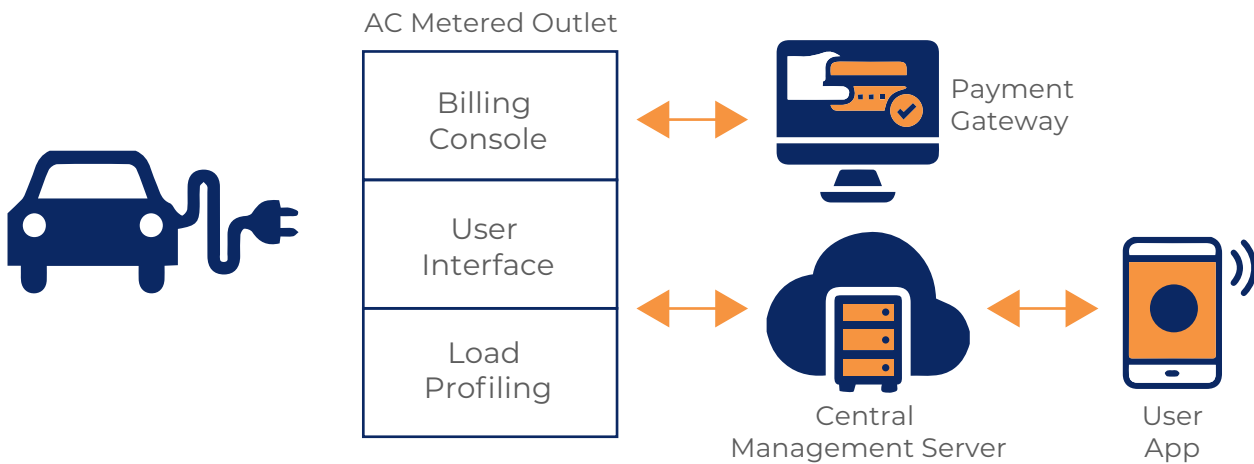 AC Metered Outlet
Billing
Console
Payment
Gateway
User
Interface
Load
Profiling
Central
Management Server
User
App